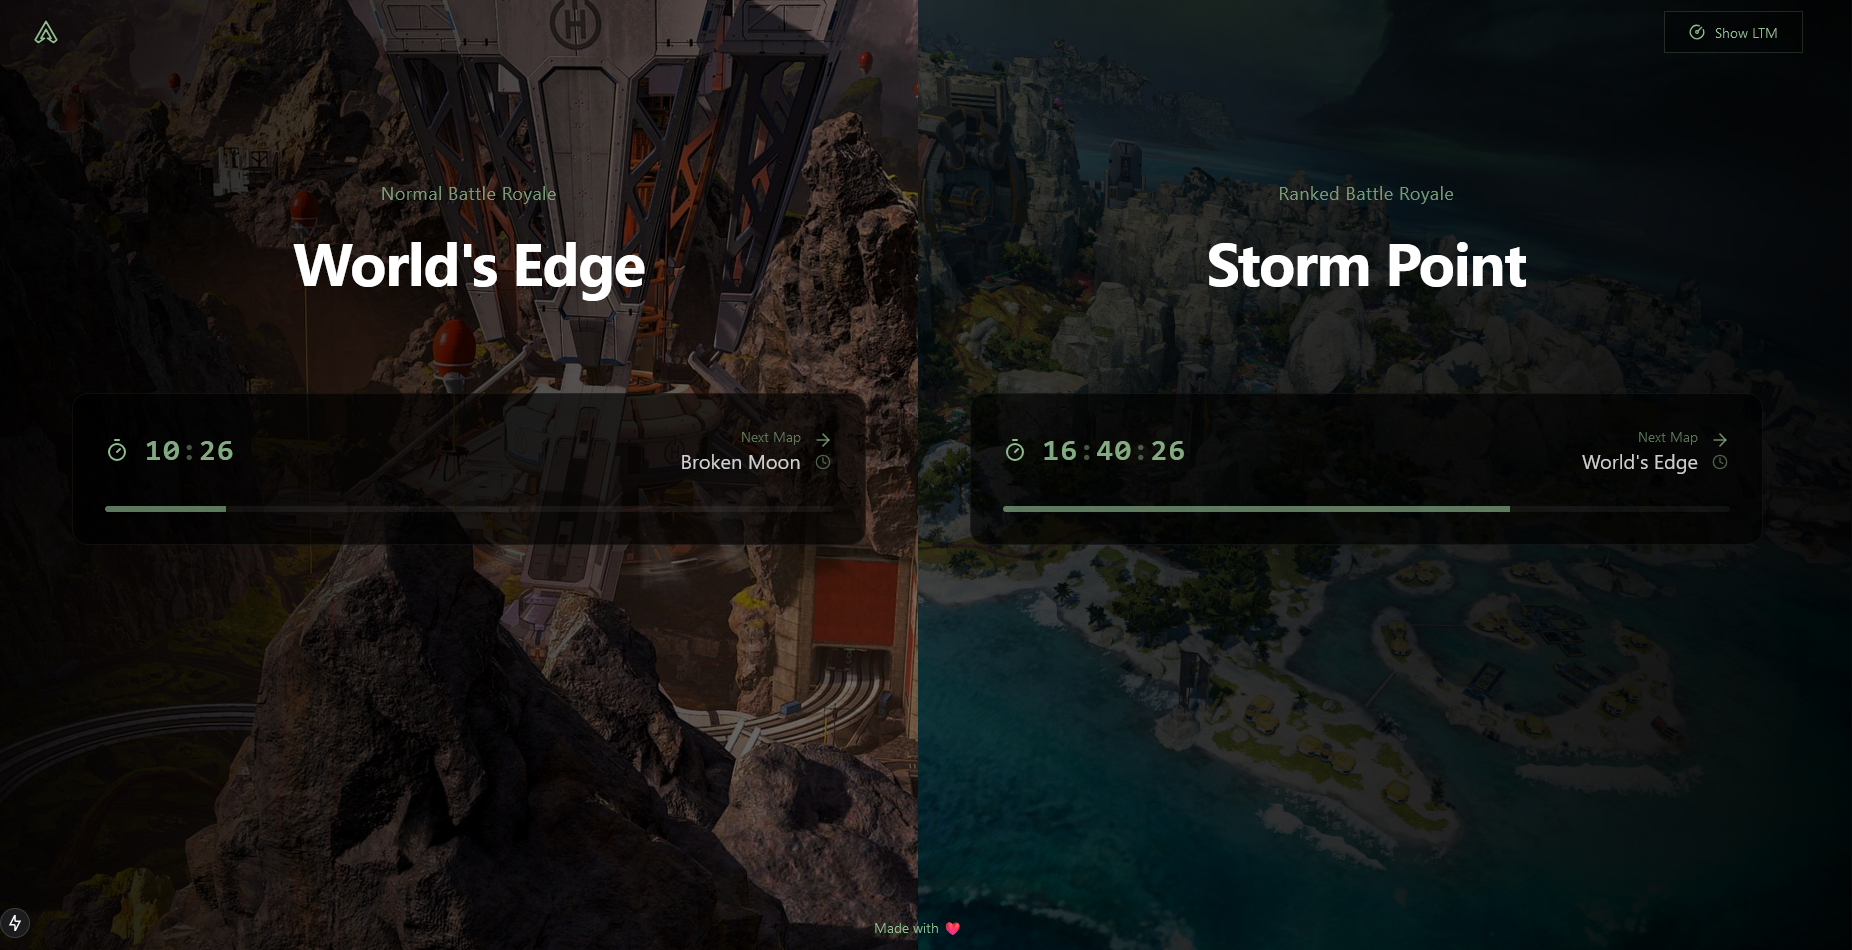 Show LTM
Normal Battle Royale
World's Edge
10:26
Next Map
Broken Moon
Ranked Battle Royale
Storm Point
16:40:26
Next Map
World's Edge
Made with ❤️